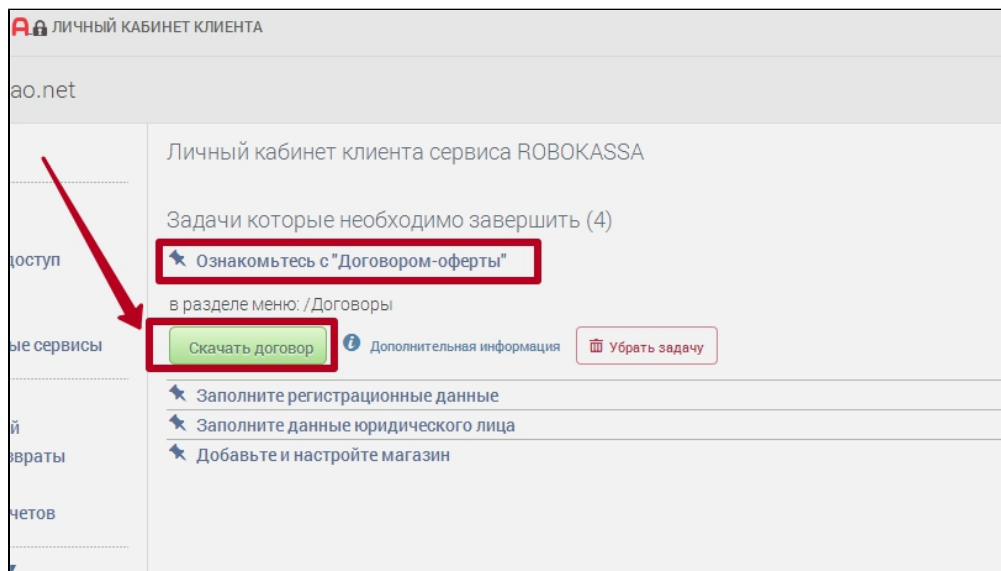 ЛИЧНЫЙ КАБИНЕТ КЛИЕНТА
ao.net
Личный кабинет клиента сервиса ROBOKASSA
Задачи которые необходимо завершить (4)
доступ
Ознакомьтесь с "Договором-оферты"
в разделе меню: /Договоры
ые сервисы
Скачать договор
Дополнительная информация
Убрать задачу
Заполните регистрационные данные
й
Заполните данные юридического лица
звраты
Добавьте и настройте магазин
четов